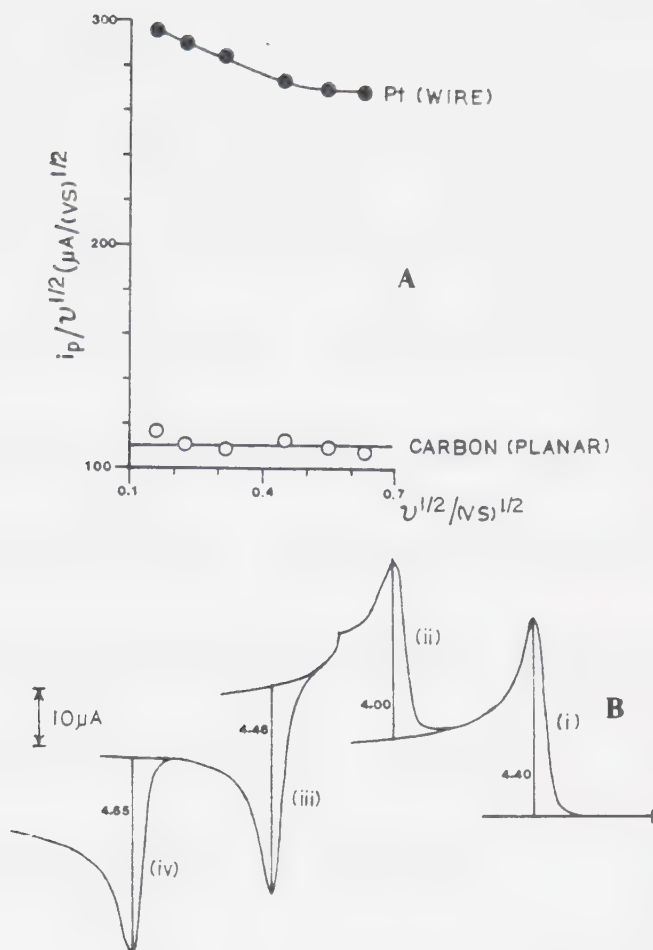 300
Pt (WIRE)
200
i_p/υ^1/2 (μA/(VS)^1/2
A
CARBON (PLANAR)
100
0.1
0.4
0.7
υ^1/2/(VS)^1/2
(ii)
10μA
4.00
(i)
B
4.46
4.40
(iii)
4.65
(iv)